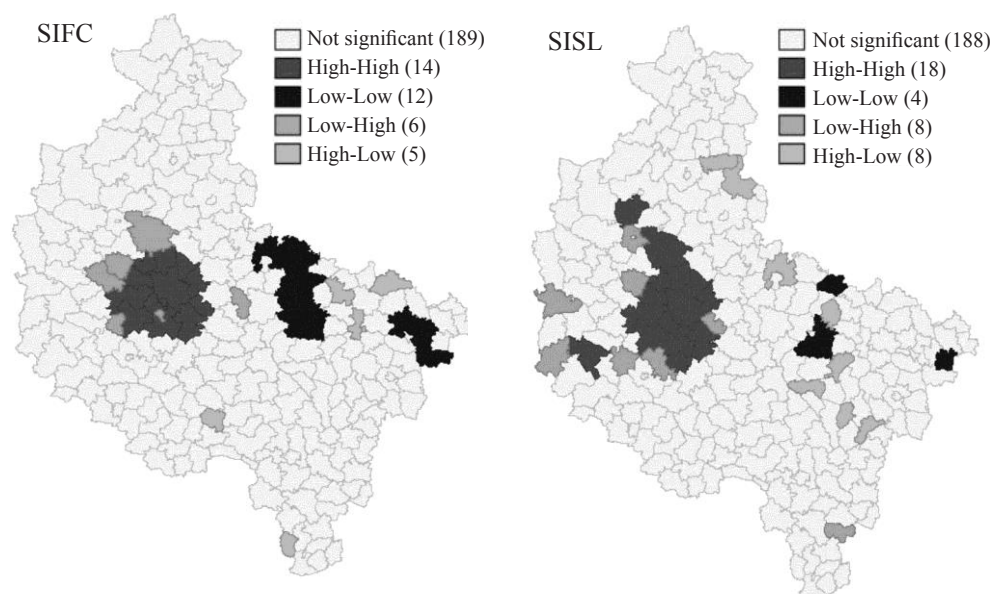 SIFC
Not significant (189)
High-High (14)
Low-Low (12)
Low-High (6)
High-Low (5)
SISL
Not significant (188)
High-High (18)
Low-Low (4)
Low-High (8)
High-Low (8)